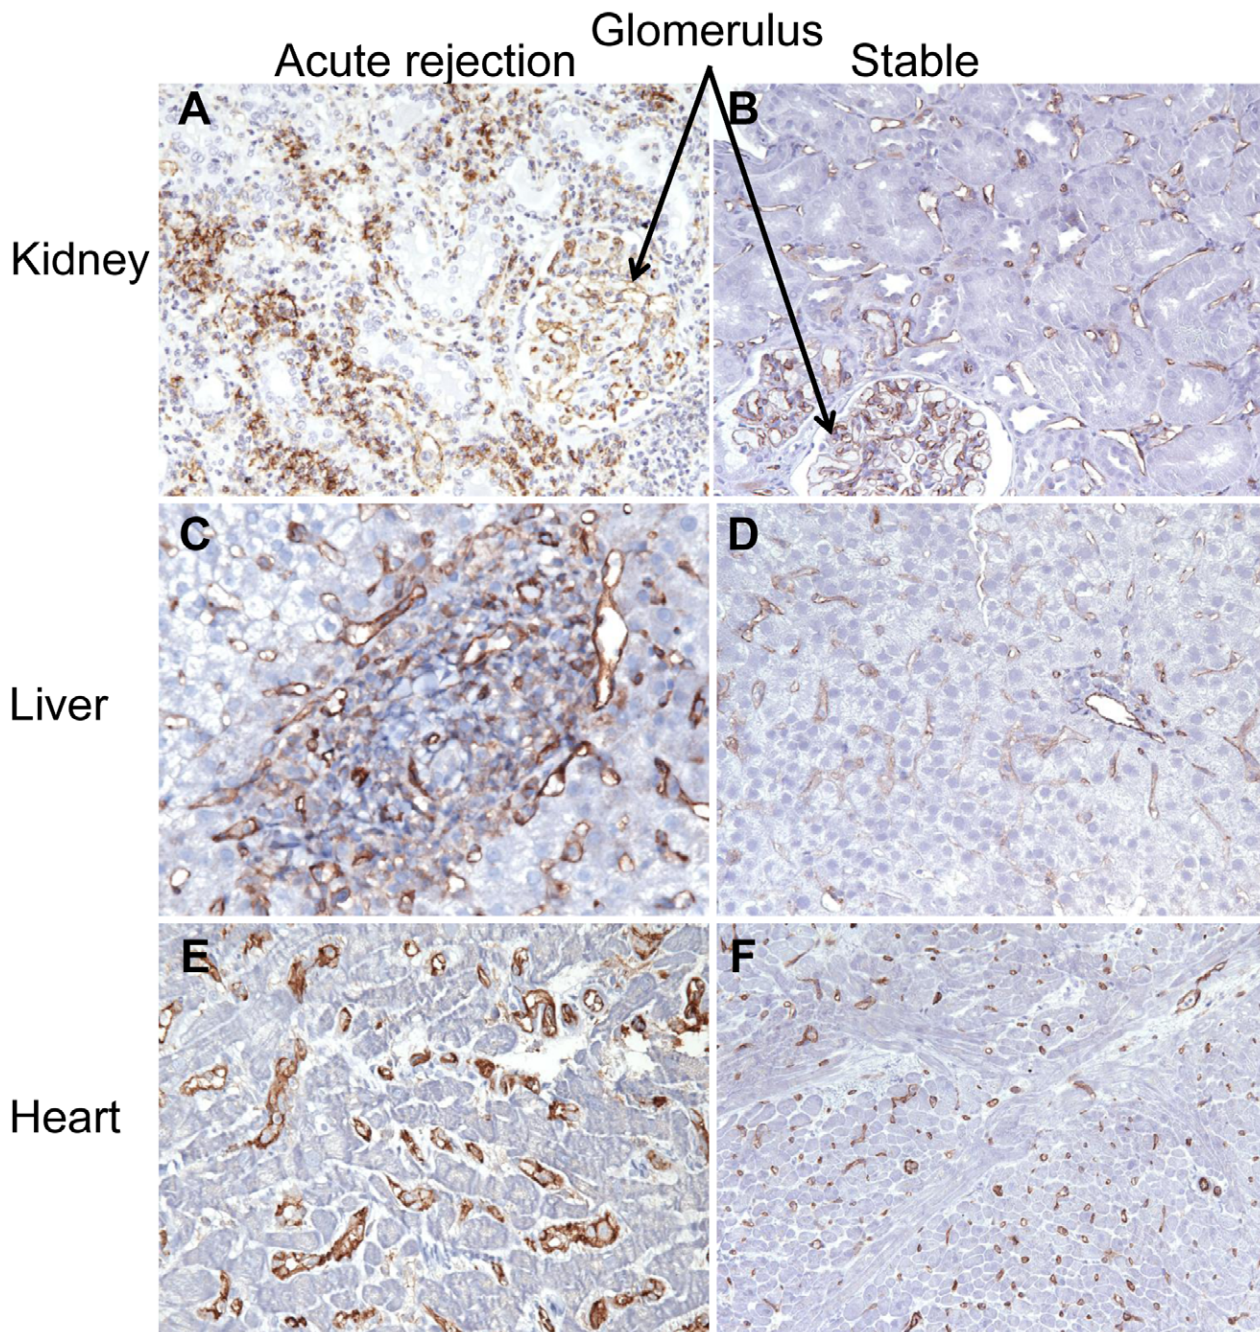 Glomerulus
Acute rejection
Stable
A
B
Kidney
C
D
Liver
E
F
Heart